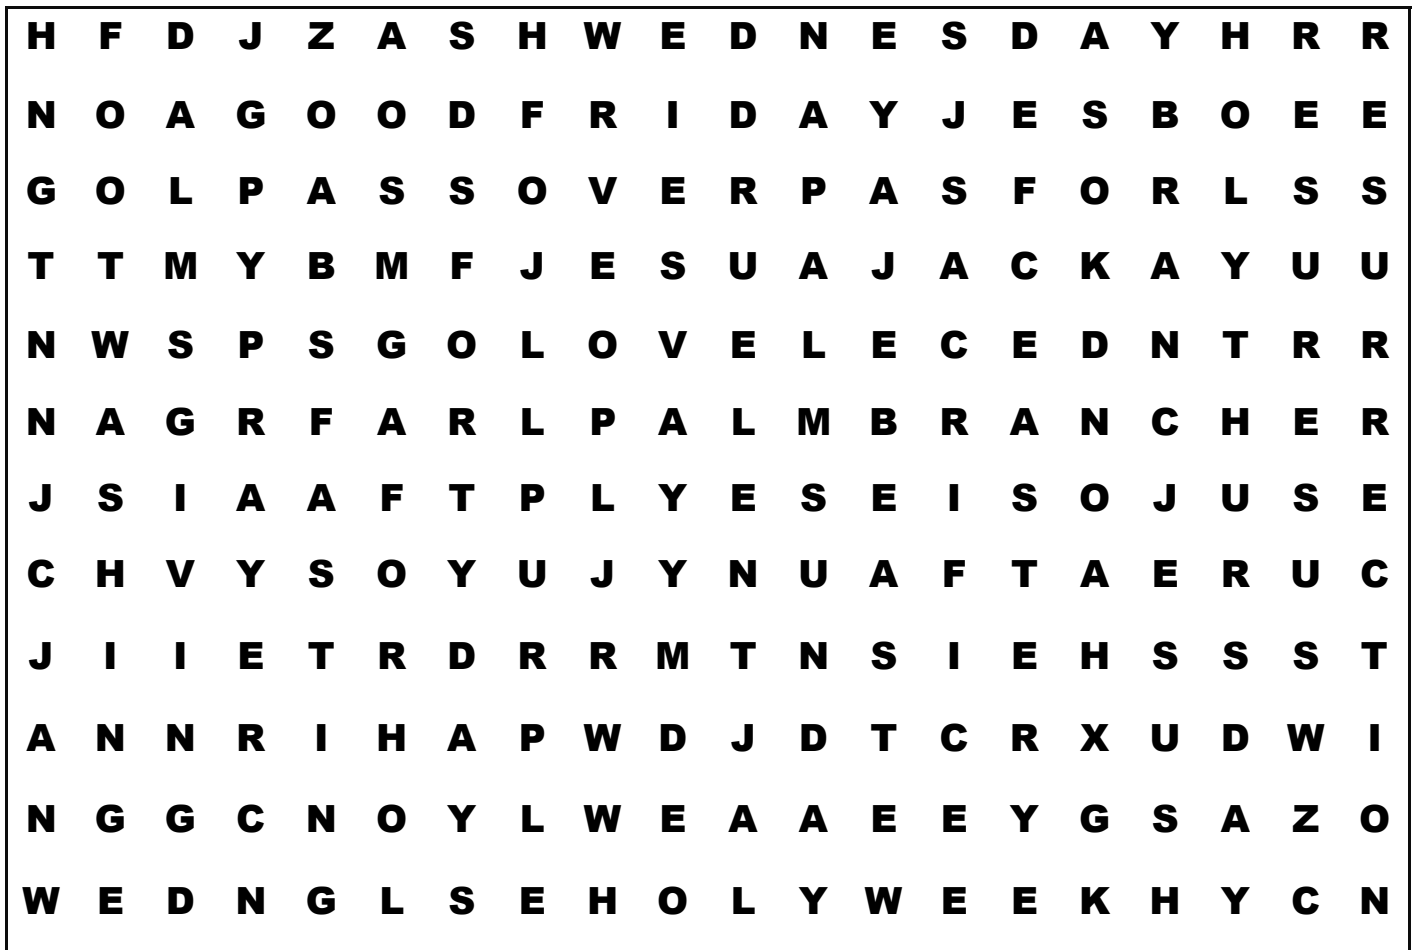 H F D J Z A S H W E D N E S D A Y H R R
N O A G O O D F R I D A Y J E S B O E E
G O L P A S S O V E R P A S F O R L S S
T T M Y B M F J E S U A J A C K A Y U U
N W S P S G O L O V E L E C E D N T R R
N A G R F A R L P A L M B R A N C H E R
J S I A A F T P L Y E S E I S O J U S E
C H V Y S O Y U J Y N U A F T A E R U C
J I I E T R D R R M T N S I E H S S S T
A N N R I H A P W D J D T C R X U D W I
N G G C N O Y L W E A A E E Y G S A Z O
W E D N G L S E H O L Y W E E K H Y C N